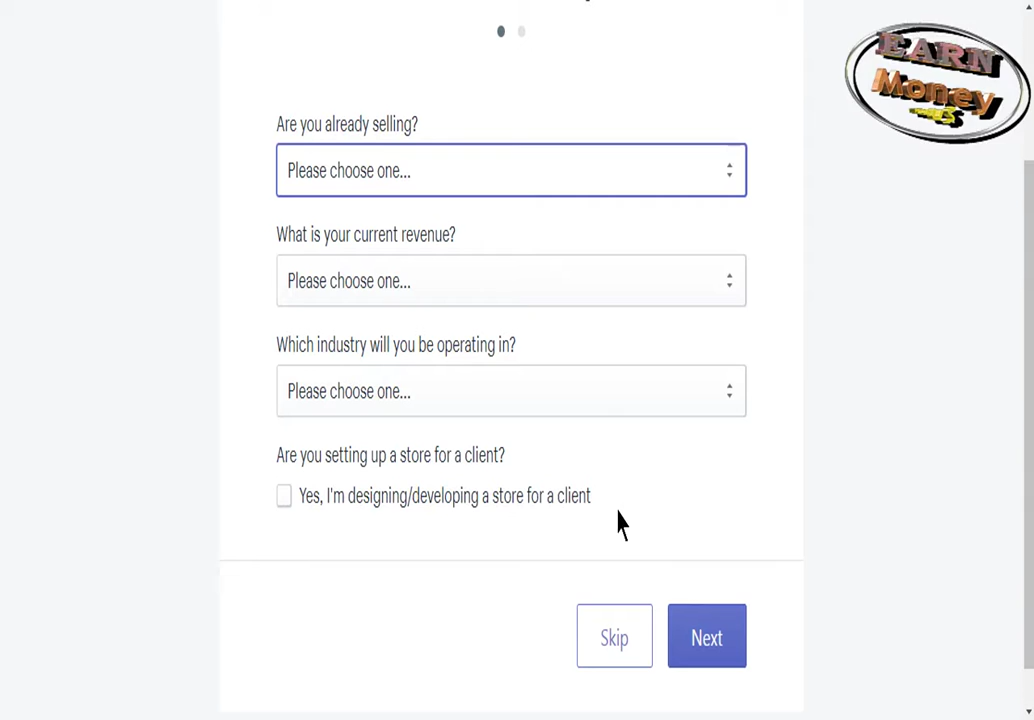 EARN
Money
Are you already selling?
Please choose one...
What is your current revenue?
Please choose one...
Which industry will you be operating in?
Please choose one...
Are you setting up a store for a client?
Yes, I'm designing/developing a store for a client
Skip
Next